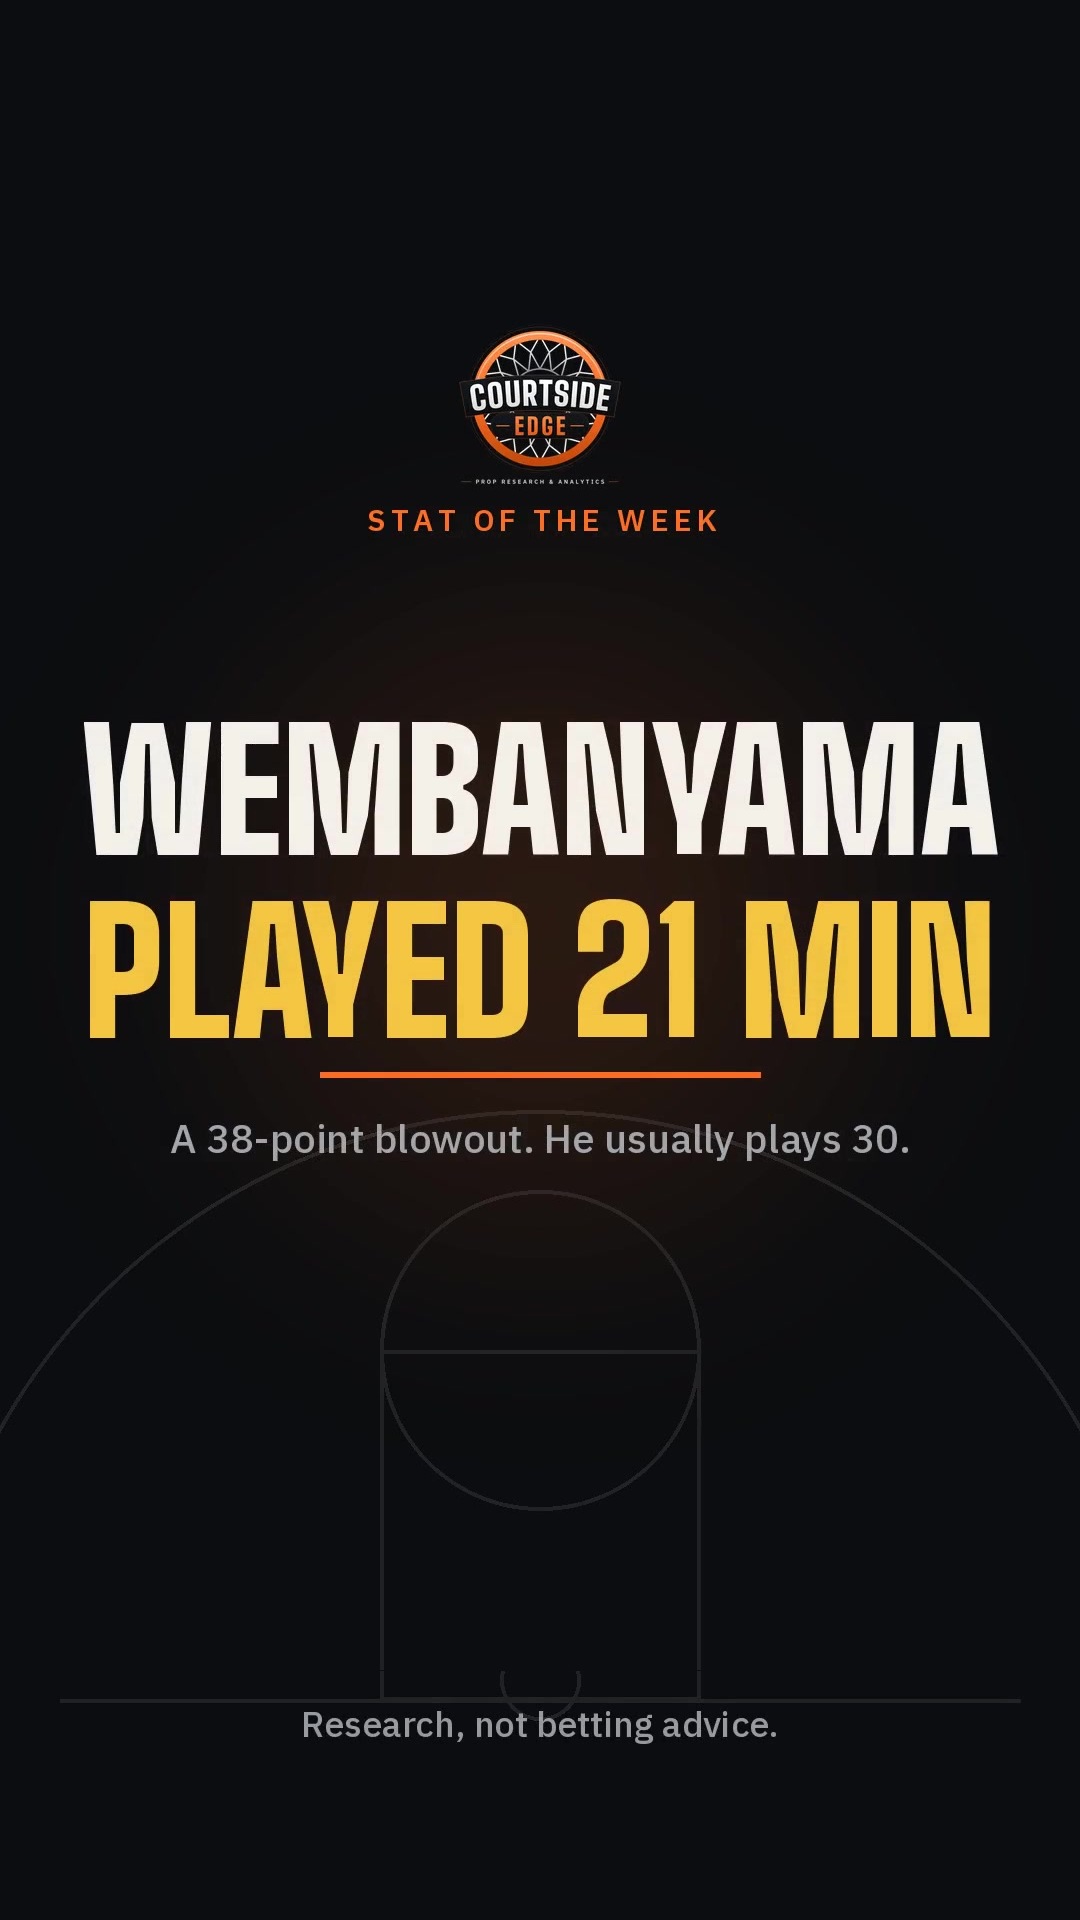 COURTSIDE
EDGE
PROP RESEARCH & ANALYTICS
STAT OF THE WEEK
WEMBANYAMA
PLAYED 21 MIN
A 38-point blowout. He usually plays 30.
Research, not betting advice.